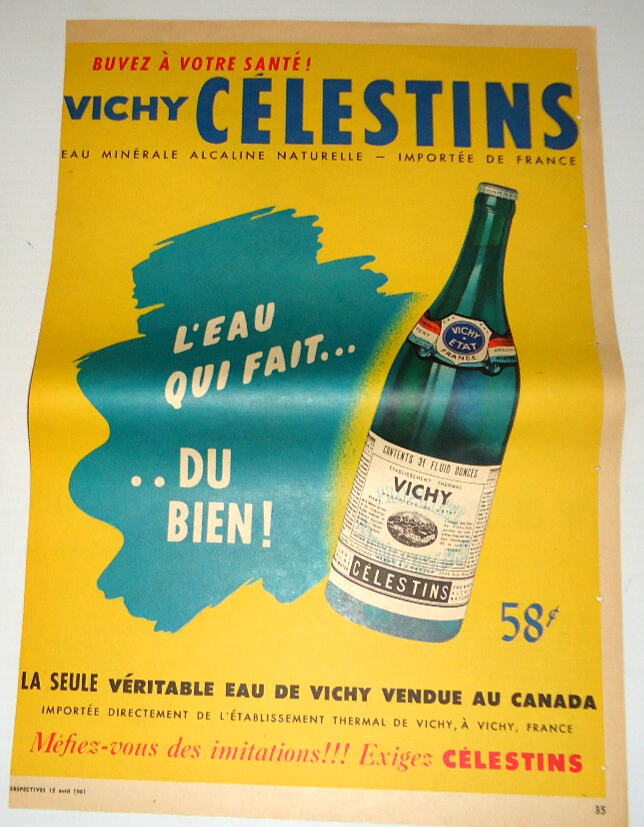 BUVEZ À VOTRE SANTÉ!
VICHY CÉLESTINS
EAU MINÉRALE ALCALINE NATURELLE — IMPORTÉE DE FRANCE
L'EAU
QUI FAIT...
..DU
BIEN!
VICHY
ETAT
FRANCE
CONTENTS 31 FLUID OUNCES
ETABLISSEMENT THERMAL
VICHY
CÉLESTINS
58¢
LA SEULE VÉRITABLE EAU DE VICHY VENDUE AU CANADA
IMPORTÉE DIRECTEMENT DE L'ÉTABLISSEMENT THERMAL DE VICHY, À VICHY, FRANCE
Méfiez-vous des imitations!!! Exigez CÉLESTINS
ERSPECTIVES 15 avril 1961
35